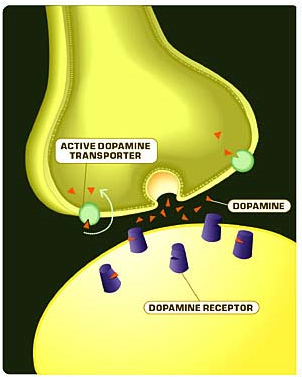 ACTIVE DOPAMINE
TRANSPORTER
DOPAMINE
DOPAMINE RECEPTOR